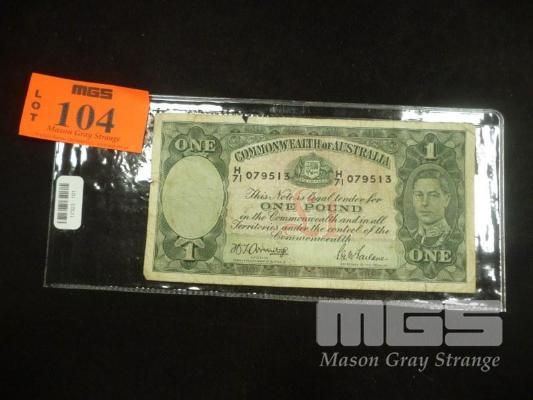 LOT
MGS
104
Mason Gray Strange
ONE
COMMONWEALTH OF AUSTRALIA
1
H/71 079513
H/71 079513
This Note is legal tender for
ONE POUND
in the Commonwealth and in all
Territories under the control of the
Commonwealth
1
ONE
MGS
Mason Gray Strange